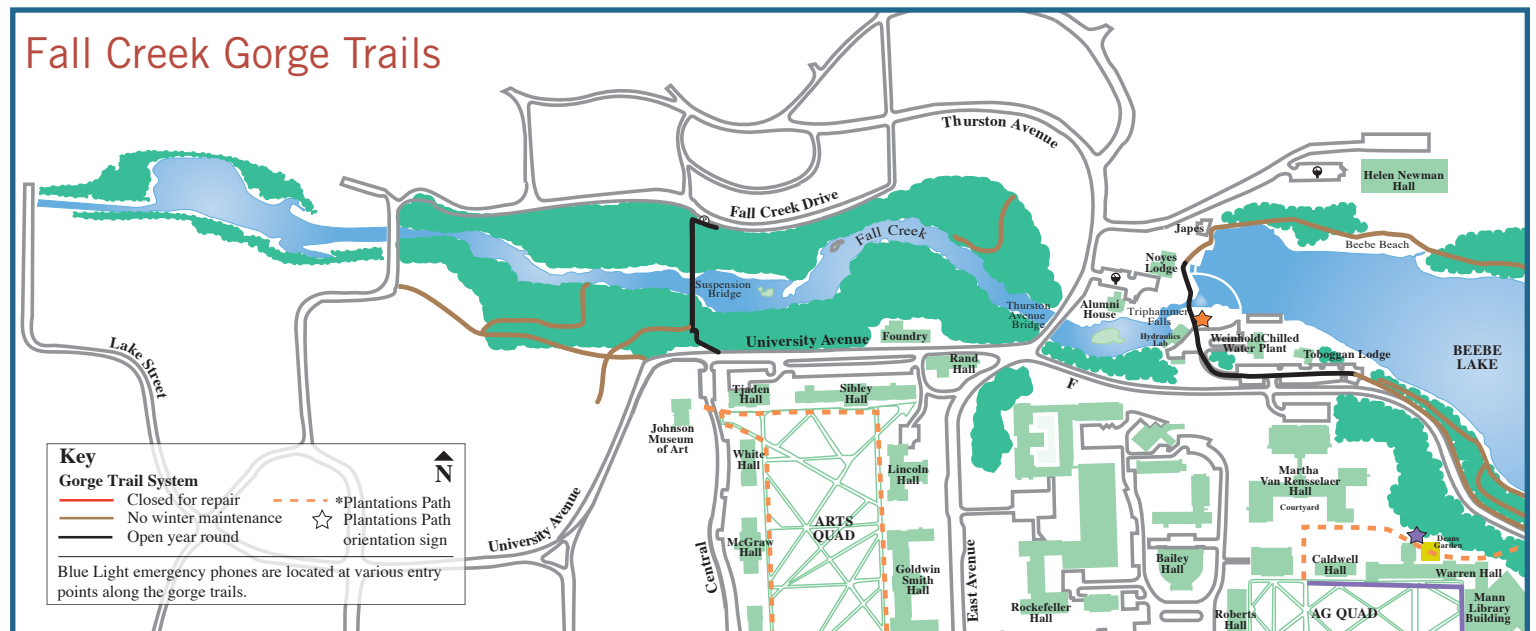 Fall Creek Gorge Trails
Thurston Avenue
Helen Newman
Hall
Fall Creek Drive
Japes
Fall Creek
Beebe Beach
Noyes
Lodge
Suspension
Bridge
Alumni
House
Thurston
Avenue
Bridge
Triphammer
Falls
Hydraulics
Lab
Foundry
University Avenue
Weinhold Chilled
Water Plant
Toboggan Lodge
BEEBE
LAKE
Lake Street
Rand
Hall
F
Tjaden
Hall
Sibley
Hall
Johnson
Museum
of Art
White
Hall
Lincoln
Hall
Martha
Van Rensselaer
Hall
Courtyard
Key
N
Gorge Trail System
Closed for repair
No winter maintenance
Open year round
*Plantations Path
Plantations Path
orientation sign
Blue Light emergency phones are located at various entry
points along the gorge trails.
University Avenue
ARTS
QUAD
McGraw
Hall
Central
Goldwin
Smith
Hall
East Avenue
Bailey
Hall
Deans
Garden
Caldwell
Hall
Warren Hall
Rockefeller
Hall
Roberts
Hall
AG QUAD
Mann
Library
Building